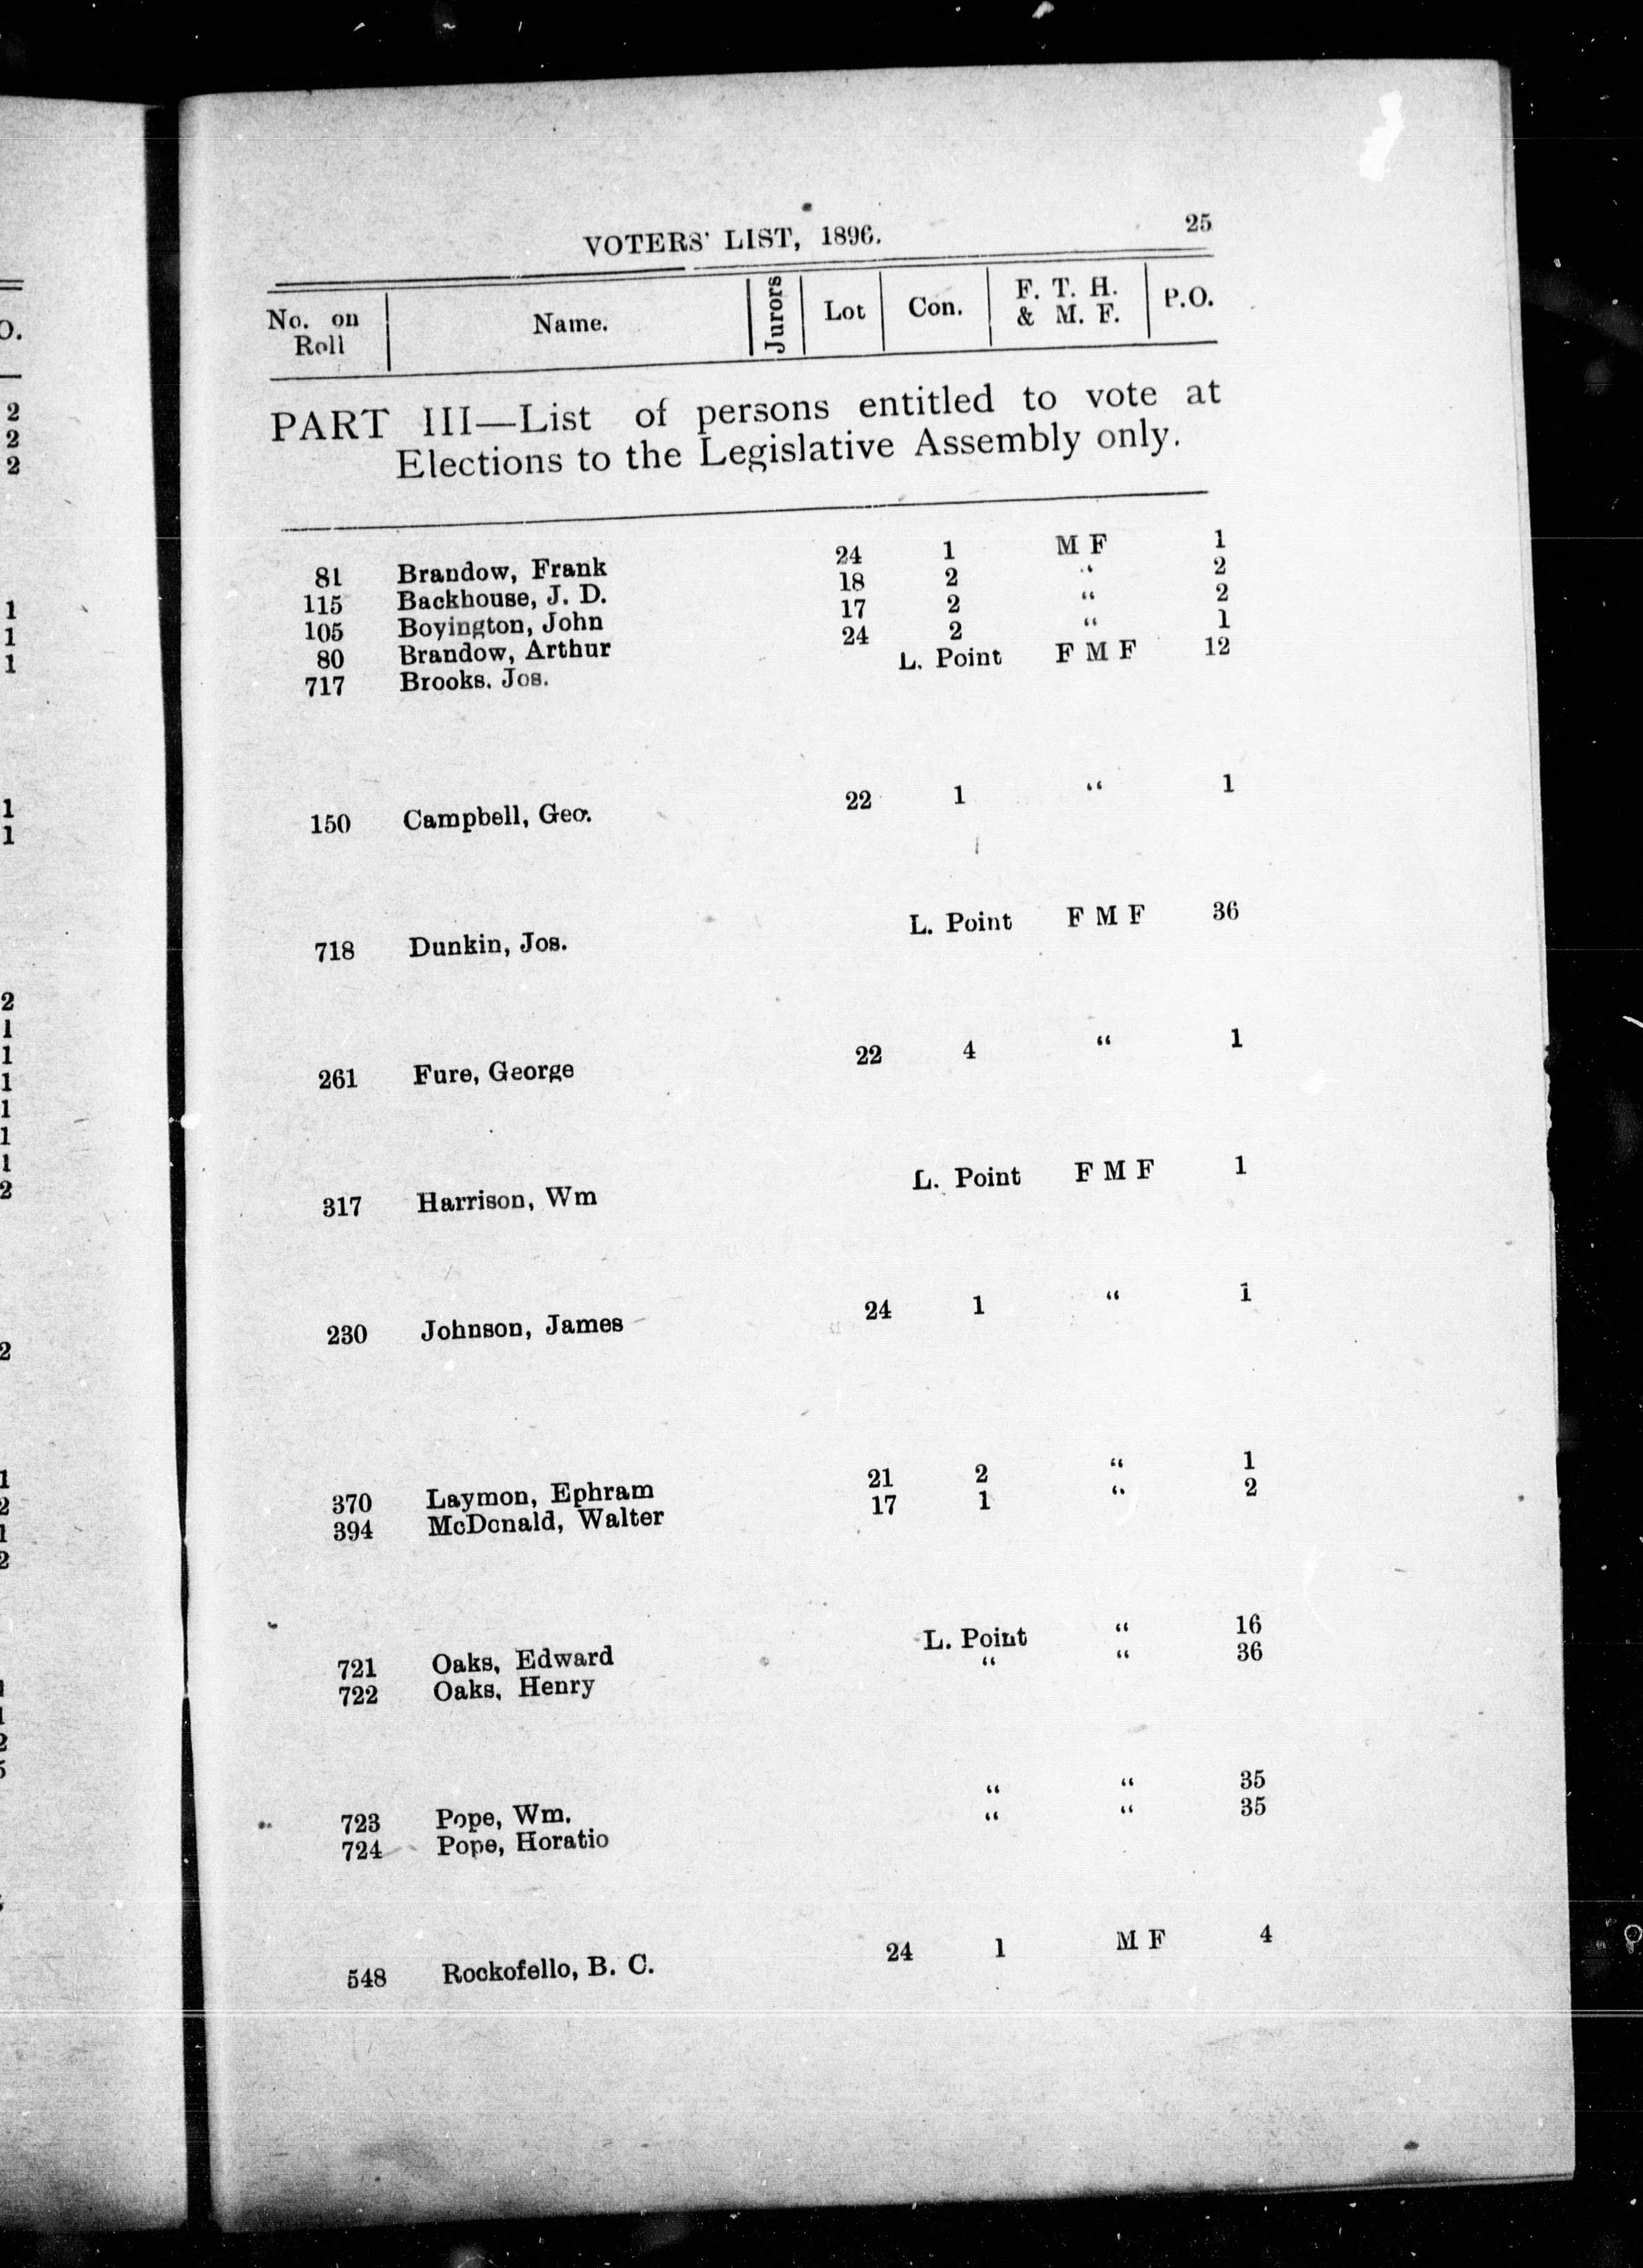 VOTERS' LIST, 1896. 25
No. on Roll Name. Jurors Lot Con. F. T. H. & M. F. P.O.
PART III—List of persons entitled to vote at
Elections to the Legislative Assembly only.
81 Brandow, Frank 24 1 M F 1
115 Backhouse, J. D. 18 2 " 2
105 Boyington, John 17 2 " 2
80 Brandow, Arthur 24 2 " 1
717 Brooks, Jos. L. Point F M F 12
150 Campbell, Geo. 22 1 " 1
718 Dunkin, Jos. L. Point F M F 36
261 Fure, George 22 4 " 1
317 Harrison, Wm L. Point F M F 1
230 Johnson, James 24 1 " 1
370 Laymon, Ephram 21 2 " 1
394 McDonald, Walter 17 1 " 2
721 Oaks, Edward L. Point " 16
722 Oaks, Henry " " 36
723 Pope, Wm. " " 35
724 Pope, Horatio " " 35
548 Rockofello, B. C. 24 1 M F 4